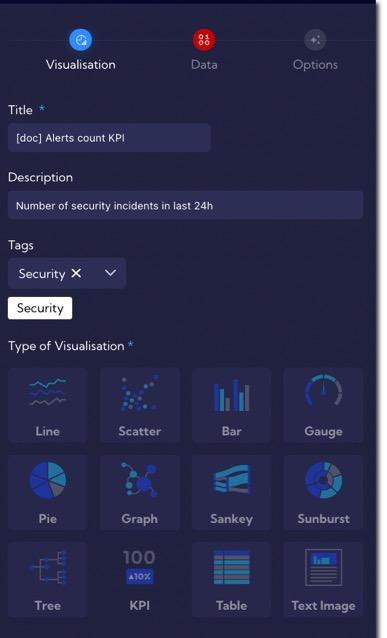 Visualisation Data Options
Title *
[doc] Alerts count KPI
Description
Number of security incidents in last 24h
Tags
Security ✕
Security
Type of Visualisation *
Line Scatter Bar Gauge
Pie Graph Sankey Sunburst
100
▲10%
Tree KPI Table Text Image